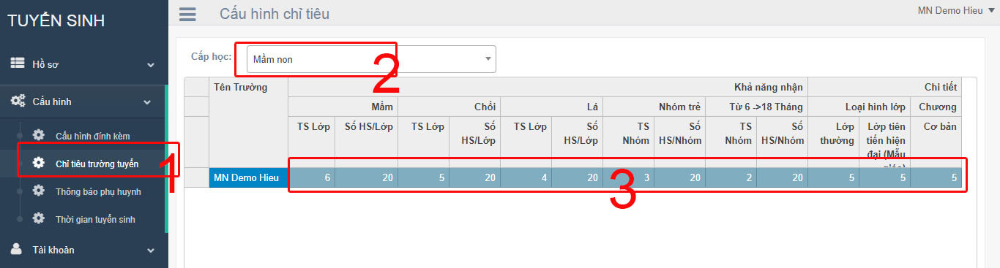 TUYỂN SINH
Cấu hình chỉ tiêu
MN Demo Hieu
Hồ sơ
Cấu hình
Cấu hình đính kèm
Chỉ tiêu trường tuyển
1
Thông báo phụ huynh
Thời gian tuyển sinh
Tài khoản
Cấp học:
Mầm non
2
Tên Trường
Khả năng nhận
Chi tiết
Mầm
Chồi
Lá
Nhóm trẻ
Từ 6 ->18 Tháng
Loại hình lớp
Chương
TS Lớp
Số HS/Lớp
TS Lớp
Số
HS/Lớp
TS Lớp
Số
HS/Lớp
TS
Nhóm
Số
HS/Nhóm
TS
Nhóm
Số
HS/Nhóm
Lớp
thường
Lớp tiên
tiến hiện
đại (Mẫu
giáo)
Cơ bản
MN Demo Hieu 6 20 5 20 4 20 3 20 2 20 5 5 5
3